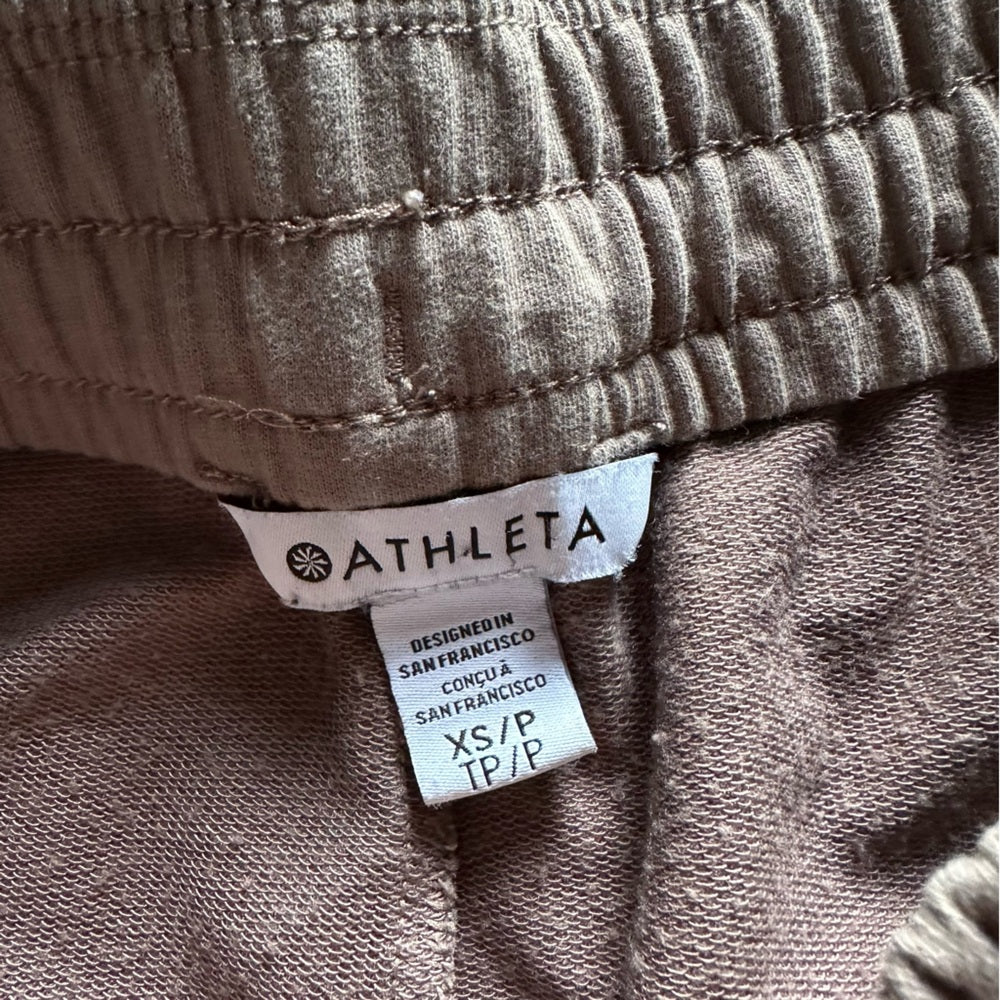 ATHLETA
DESIGNED IN
SAN FRANCISCO
CONÇU À
SAN FRANCISCO
XS/P
TP/P